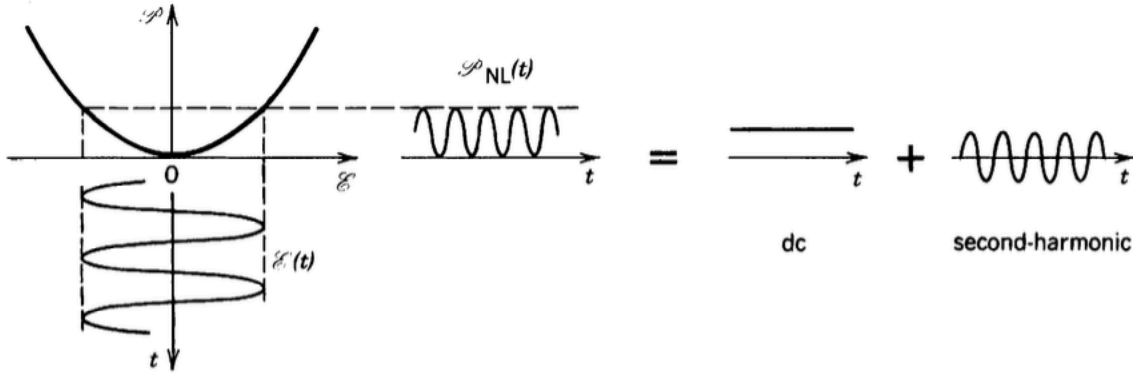 𝒫
𝒫NL(t)
0
ℰ
t
=
t
+
t
ℰ(t)
dc
second-harmonic
t